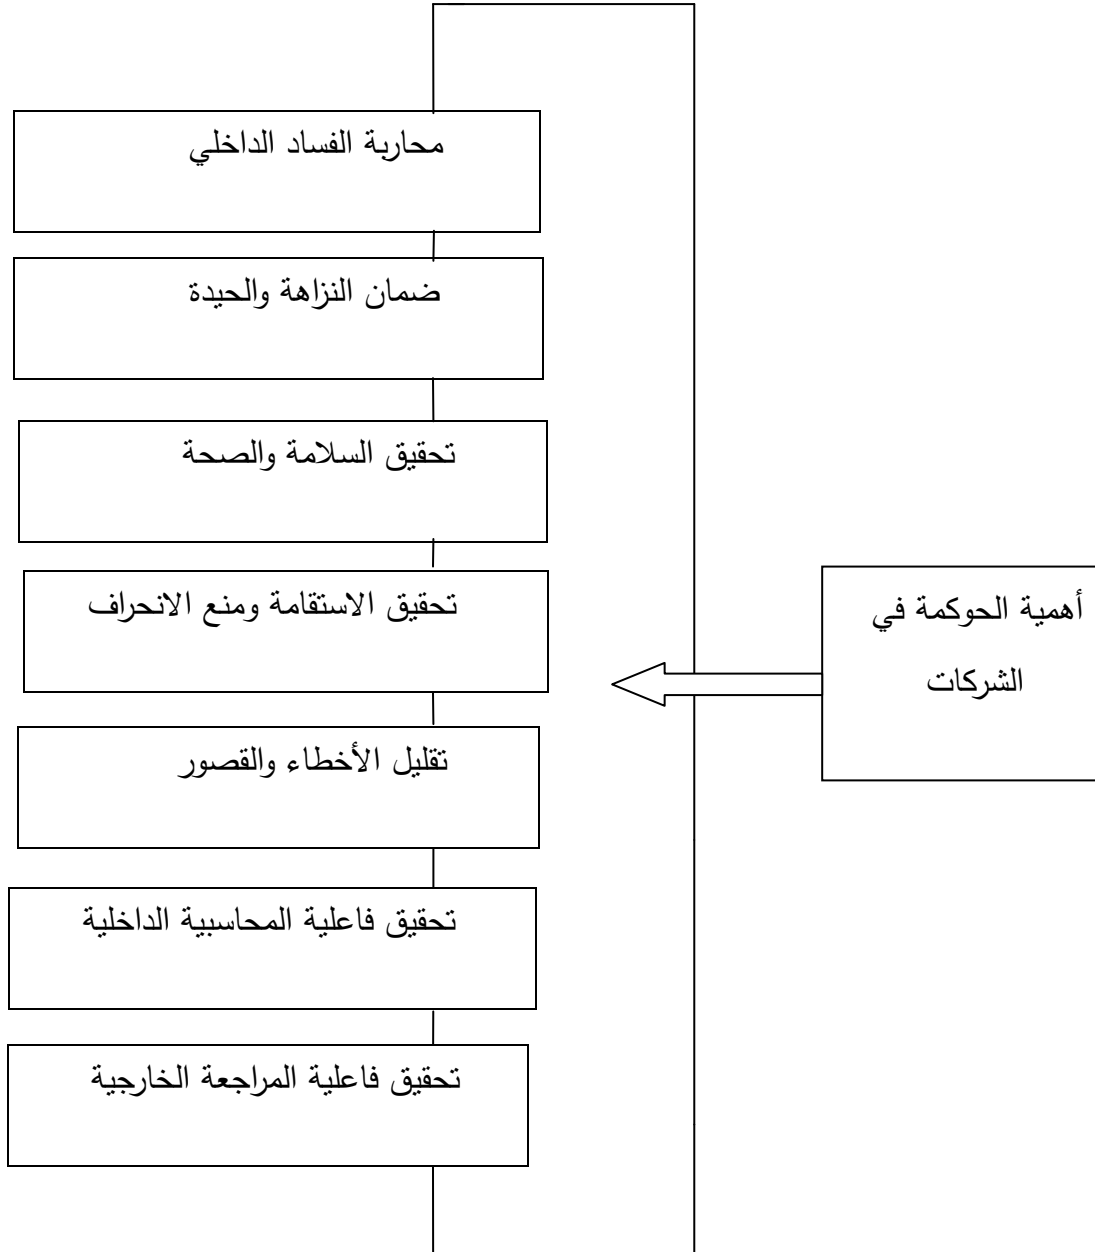 محاربة الفساد الداخلي
ضمان النزاهة والحيدة
تحقيق السلامة والصحة
تحقيق الاستقامة ومنع الانحراف
أهمية الحوكمة في
الشركات
تقليل الأخطاء والقصور
تحقيق فاعلية المحاسبية الداخلية
تحقيق فاعلية المراجعة الخارجية